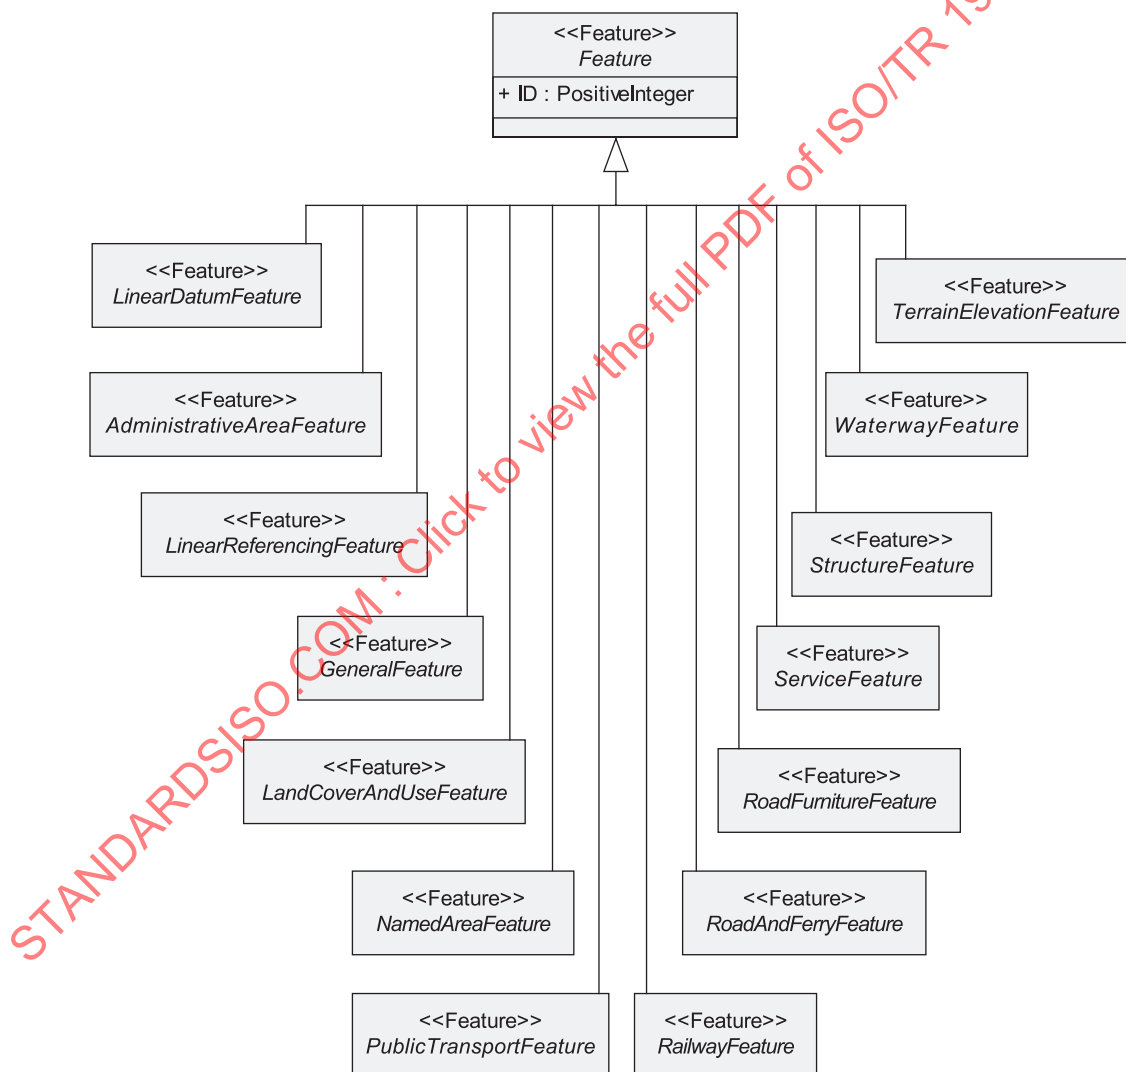 <<Feature>>
Feature
+ ID : PositiveInteger
<<Feature>>
LinearDatumFeature
<<Feature>>
TerrainElevationFeature
<<Feature>>
AdministrativeAreaFeature
<<Feature>>
WaterwayFeature
<<Feature>>
LinearReferencingFeature
<<Feature>>
StructureFeature
<<Feature>>
GeneralFeature
<<Feature>>
ServiceFeature
<<Feature>>
LandCoverAndUseFeature
<<Feature>>
RoadFurnitureFeature
<<Feature>>
NamedAreaFeature
<<Feature>>
RoadAndFerryFeature
<<Feature>>
PublicTransportFeature
<<Feature>>
RailwayFeature
STANDARDSISO.COM : Click to view the full PDF of ISO/TR